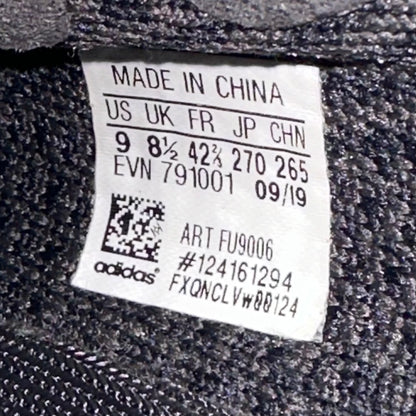 MADE IN CHINA
US UK FR JP CHN
9 8½ 42⅔ 270 265
EVN 791001 09/19
ART FU9006
#124161294
adidas